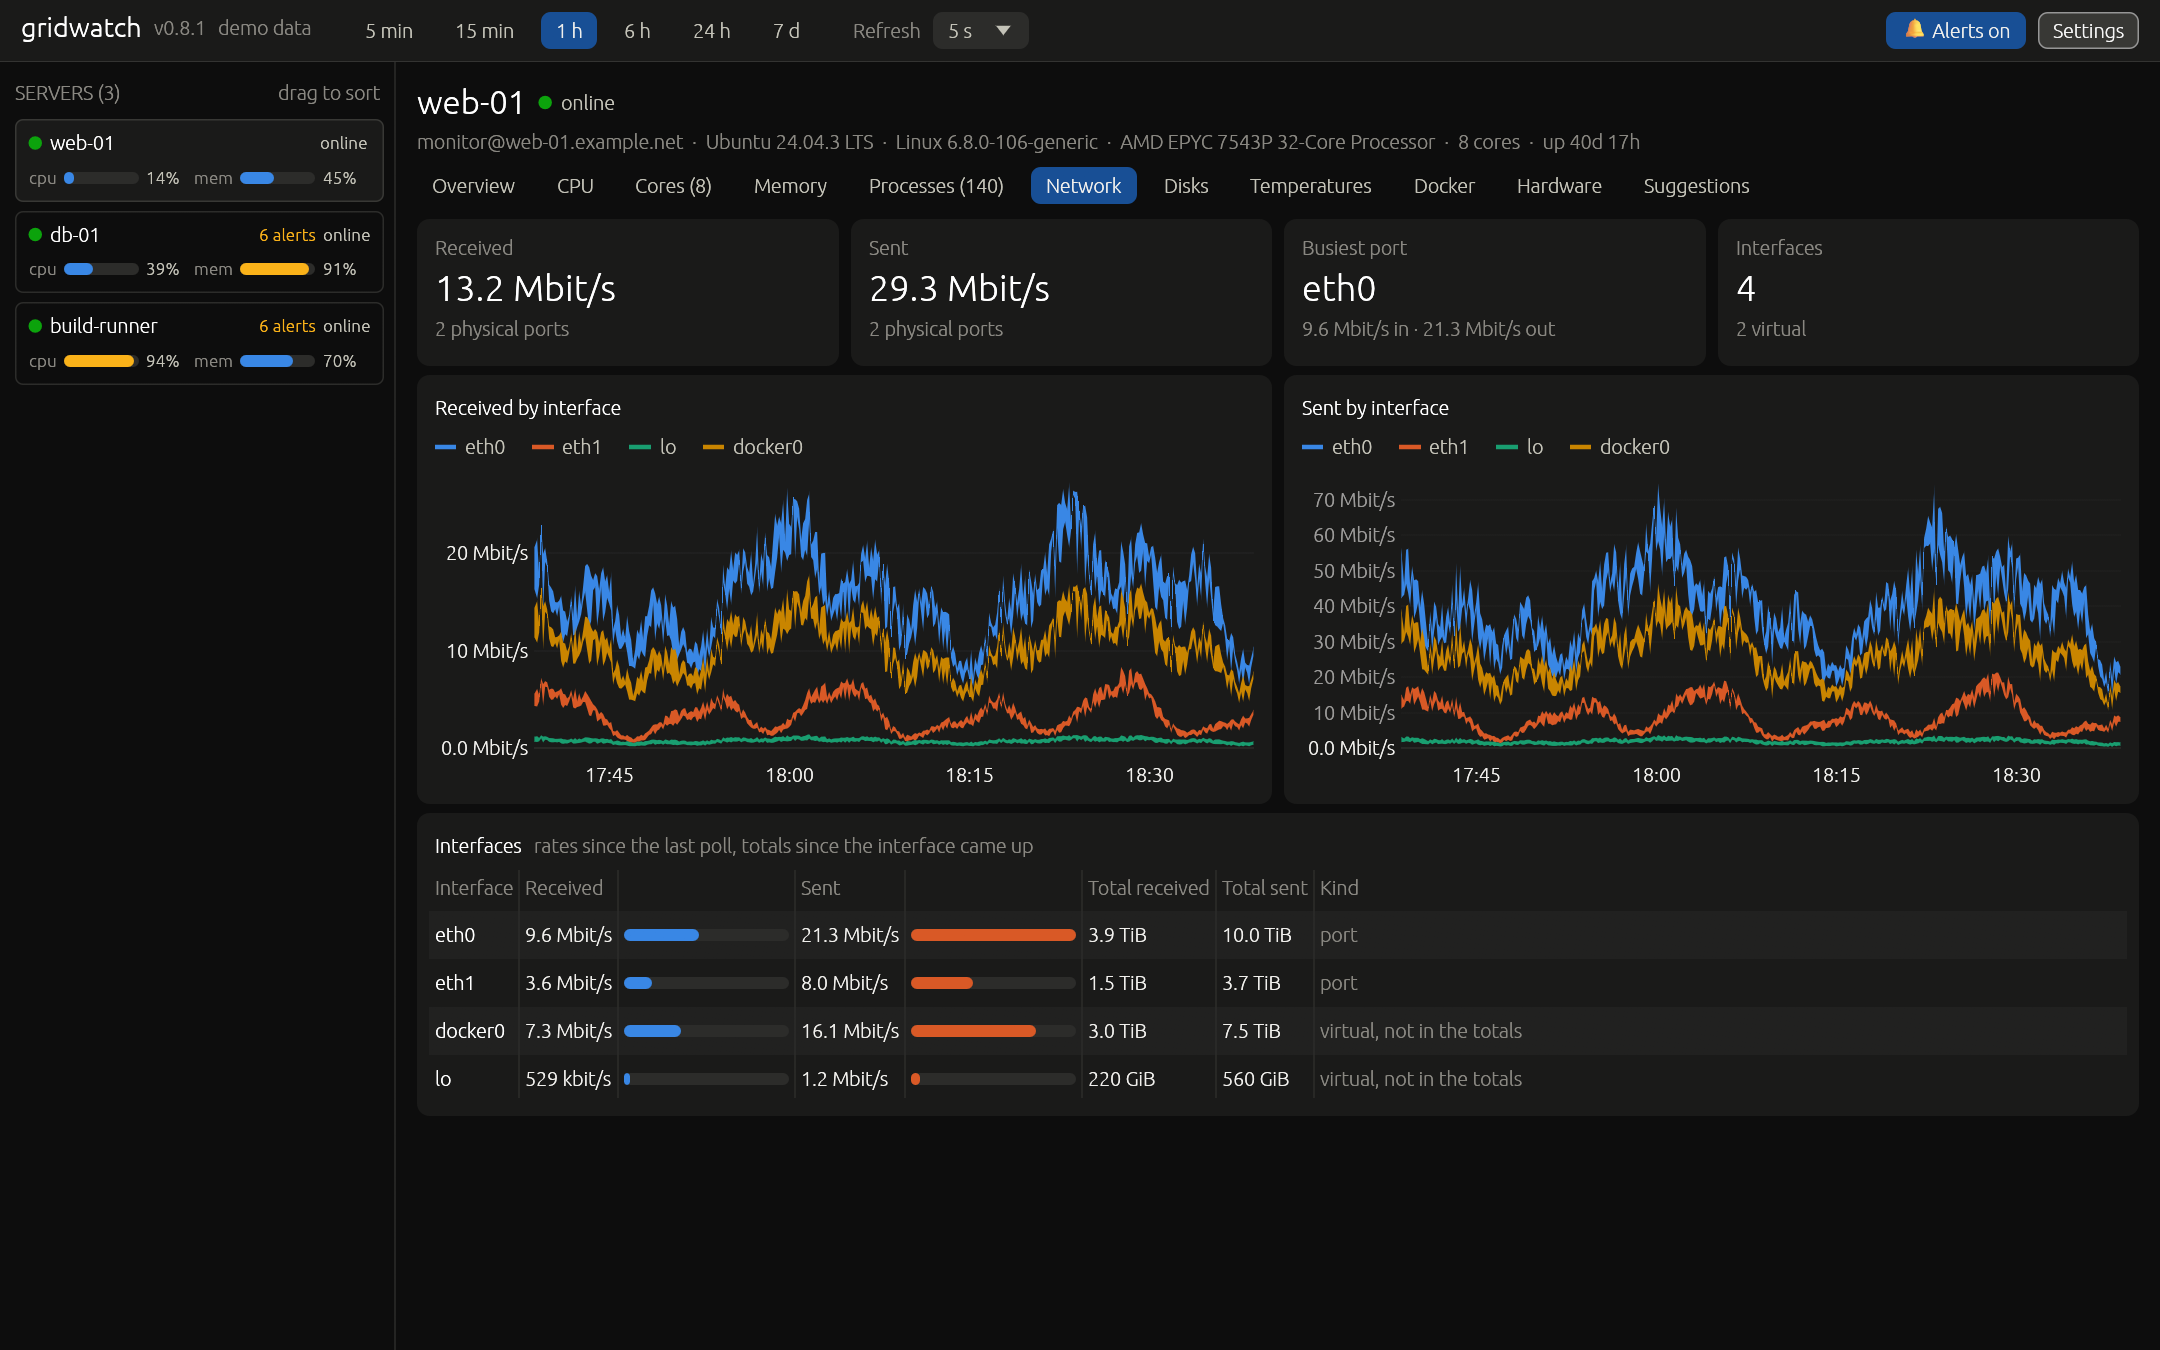 gridwatch v0.8.1 demo data 5 min 15 min 1 h 6 h 24 h 7 d Refresh 5 s Alerts on Settings
SERVERS (3) drag to sort
web-01 online
cpu 14% mem 45%
db-01 6 alerts online
cpu 39% mem 91%
build-runner 6 alerts online
cpu 94% mem 70%
web-01 online
monitor@web-01.example.net · Ubuntu 24.04.3 LTS · Linux 6.8.0-106-generic · AMD EPYC 7543P 32-Core Processor · 8 cores · up 40d 17h
Overview CPU Cores (8) Memory Processes (140) Network Disks Temperatures Docker Hardware Suggestions
Received
13.2 Mbit/s
2 physical ports
Sent
29.3 Mbit/s
2 physical ports
Busiest port
eth0
9.6 Mbit/s in · 21.3 Mbit/s out
Interfaces
4
2 virtual
Received by interface
eth0 eth1 lo docker0
20 Mbit/s
10 Mbit/s
0.0 Mbit/s
17:45 18:00 18:15 18:30
Sent by interface
eth0 eth1 lo docker0
70 Mbit/s
60 Mbit/s
50 Mbit/s
40 Mbit/s
30 Mbit/s
20 Mbit/s
10 Mbit/s
0.0 Mbit/s
17:45 18:00 18:15 18:30
Interfaces rates since the last poll, totals since the interface came up
Interface Received Sent Total received Total sent Kind
eth0 9.6 Mbit/s 21.3 Mbit/s 3.9 TiB 10.0 TiB port
eth1 3.6 Mbit/s 8.0 Mbit/s 1.5 TiB 3.7 TiB port
docker0 7.3 Mbit/s 16.1 Mbit/s 3.0 TiB 7.5 TiB virtual, not in the totals
lo 529 kbit/s 1.2 Mbit/s 220 GiB 560 GiB virtual, not in the totals